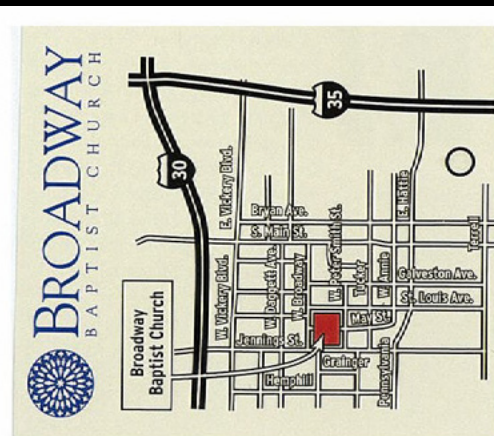 BROADWAY
BAPTIST CHURCH
Broadway
Baptist Church
30
35
E. Vickery Blvd.
Bryan Ave.
S. Main St.
E. Hattie
Terrell
W. Vickery Blvd.
W. Daggett Ave.
W. Broadway
W. Peter Smith St.
Tucker
W. Annie
Galveston Ave.
St. Louis Ave.
May St.
Jennings St.
Grainger
Hemphill
Pennsylvania